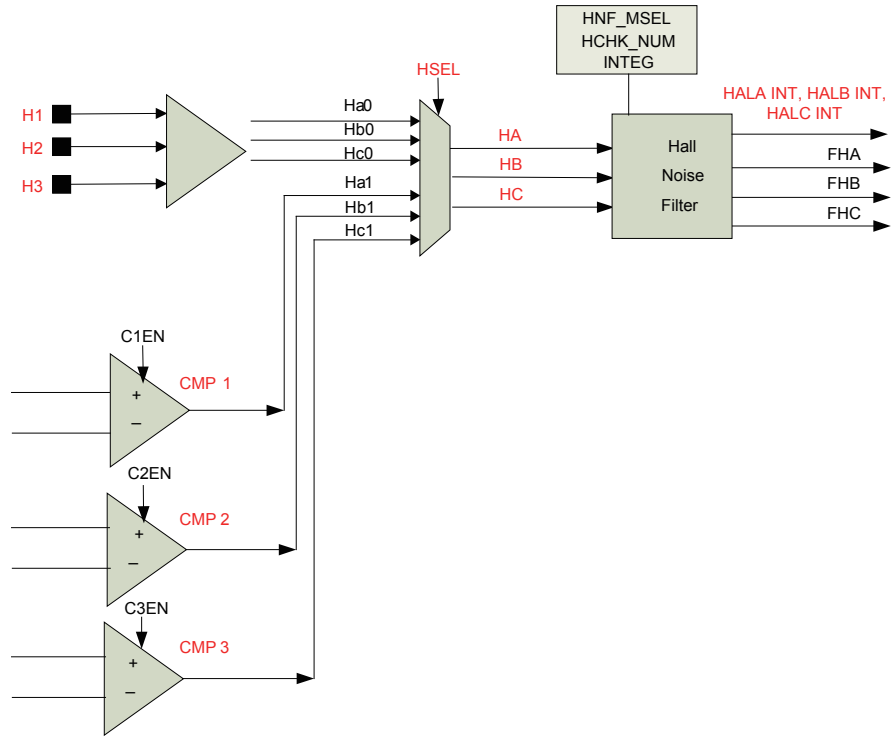 HNF_MSEL
HCHK_NUM
INTEG
HSEL
HALA INT, HALB INT,
HALC INT
H1
H2
H3
Ha0
Hb0
Hc0
Ha1
Hb1
Hc1
HA
HB
HC
Hall
Noise
Filter
FHA
FHB
FHC
C1EN
CMP 1
+
−
C2EN
CMP 2
+
−
C3EN
CMP 3
+
−